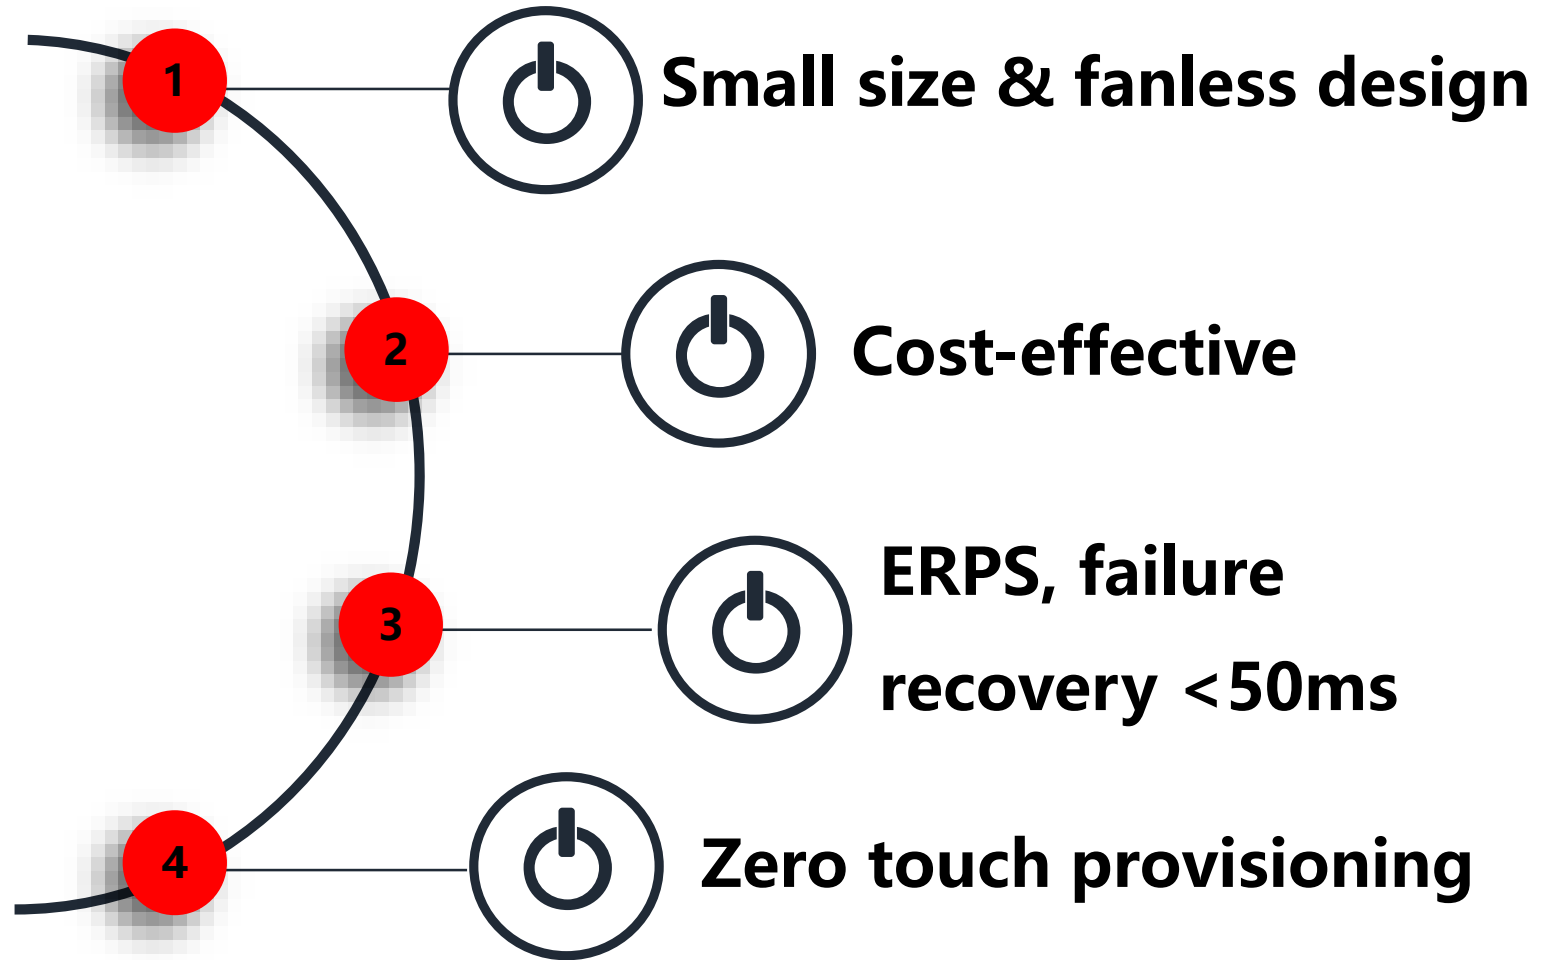 1
Small size & fanless design
2
Cost-effective
3
ERPS, failure
recovery <50ms
4
Zero touch provisioning